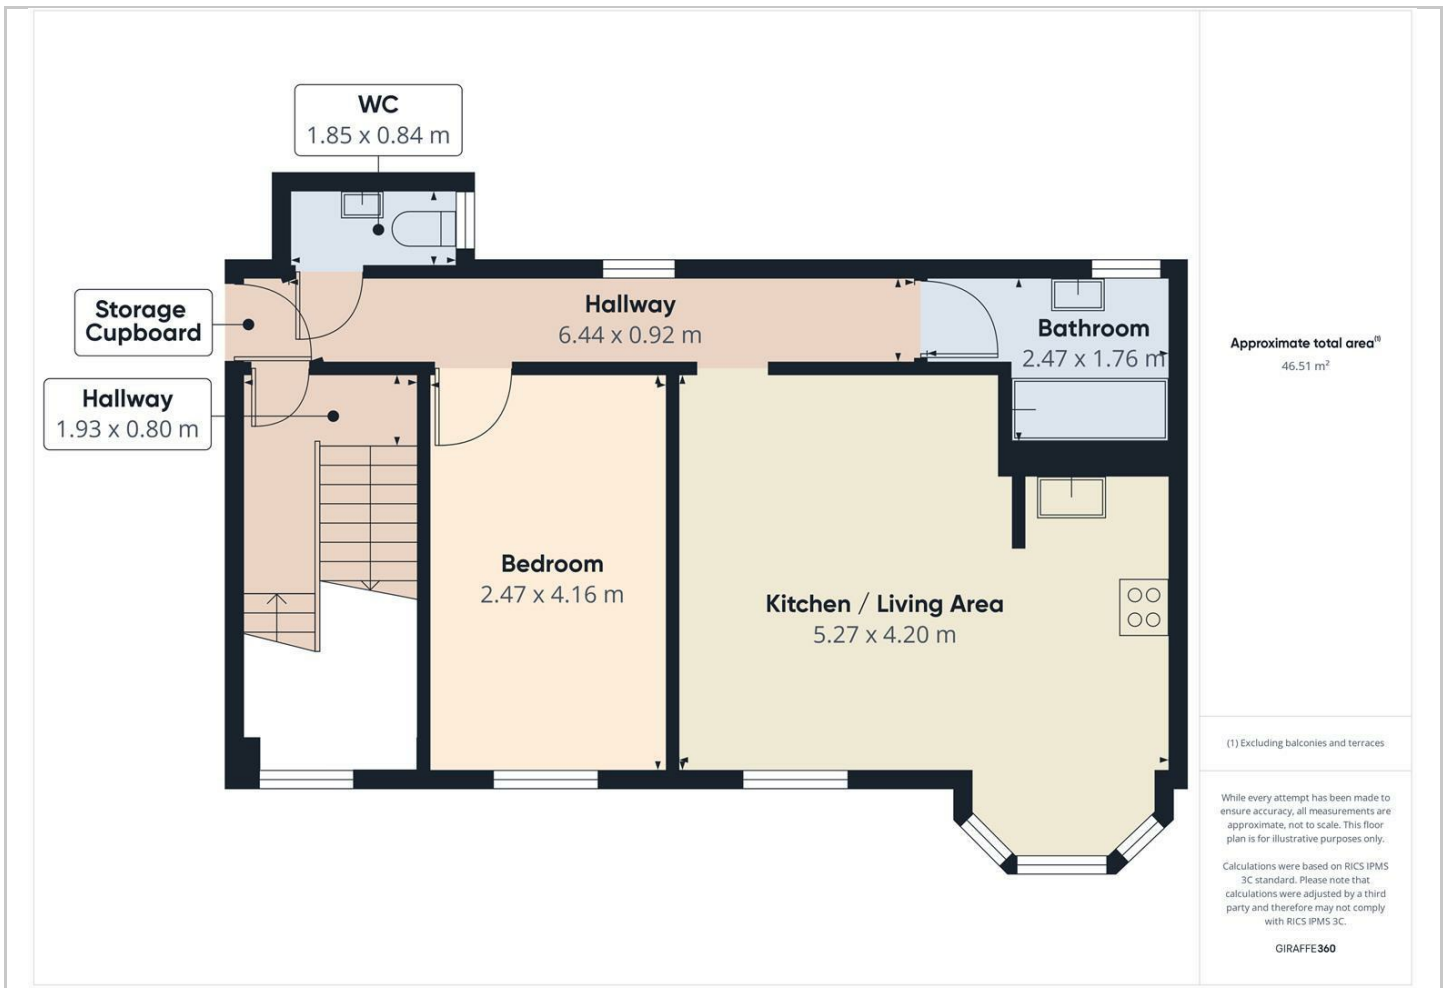 WC
1.85 x 0.84 m
Storage
Cupboard
Hallway
6.44 x 0.92 m
Bathroom
2.47 x 1.76 m
Hallway
1.93 x 0.80 m
Bedroom
2.47 x 4.16 m
Kitchen / Living Area
5.27 x 4.20 m
Approximate total area(1)
46.51 m²
(1) Excluding balconies and terraces
While every attempt has been made to
ensure accuracy, all measurements are
approximate, not to scale. This floor
plan is for illustrative purposes only.
Calculations were based on RICS IPMS
3C standard. Please note that
calculations were adjusted by a third
party and therefore may not comply
with RICS IPMS 3C.
GIRAFFE360